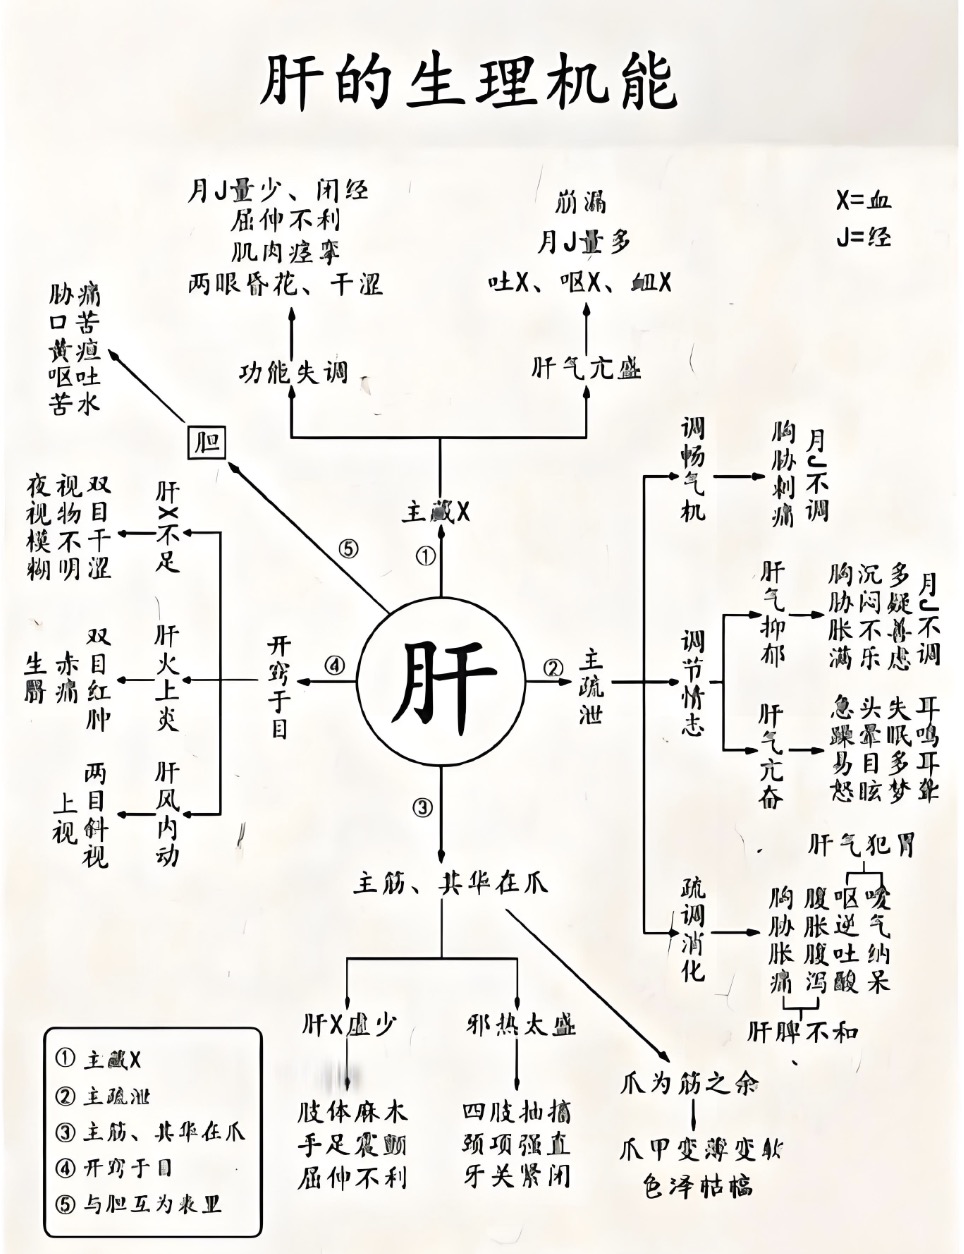 肝的生理机能
月J量少、闭经
屈伸不利
肌肉痉挛
两眼昏花、干涩
崩漏
月J量多
吐X、呕X、衄X
X=血
J=经
胁痛
口苦
黄疸
呕吐
苦水
功能失调
肝气亢盛
胆
主藏X
①
⑤
调畅气机
胸胁刺痛
月J不调
肝X不足
双目干涩
视物不明
夜视模糊
肝火上炎
双目红肿
赤痛
生翳
肝风内动
两目斜视
上视
开窍于目
④
肝
②
主疏泄
调节情志
肝气抑郁
胸胁胀满
沉闷不乐
多疑善虑
月J不调
肝气亢奋
急躁易怒
头晕目眩
失眠多梦
耳鸣耳聋
③
主筋、其华在爪
疏调消化
肝气犯胃
胸胁胀痛
腹胀腹泻
呕逆吐酸
嗳气纳呆
肝脾不和
肝X虚少
肢体麻木
手足震颤
屈伸不利
邪热太盛
四肢抽搐
颈项强直
牙关紧闭
爪为筋之余
爪甲变薄变软
色泽枯槁
① 主藏X
② 主疏泄
③ 主筋、其华在爪
④ 开窍于目
⑤ 与胆互为表里